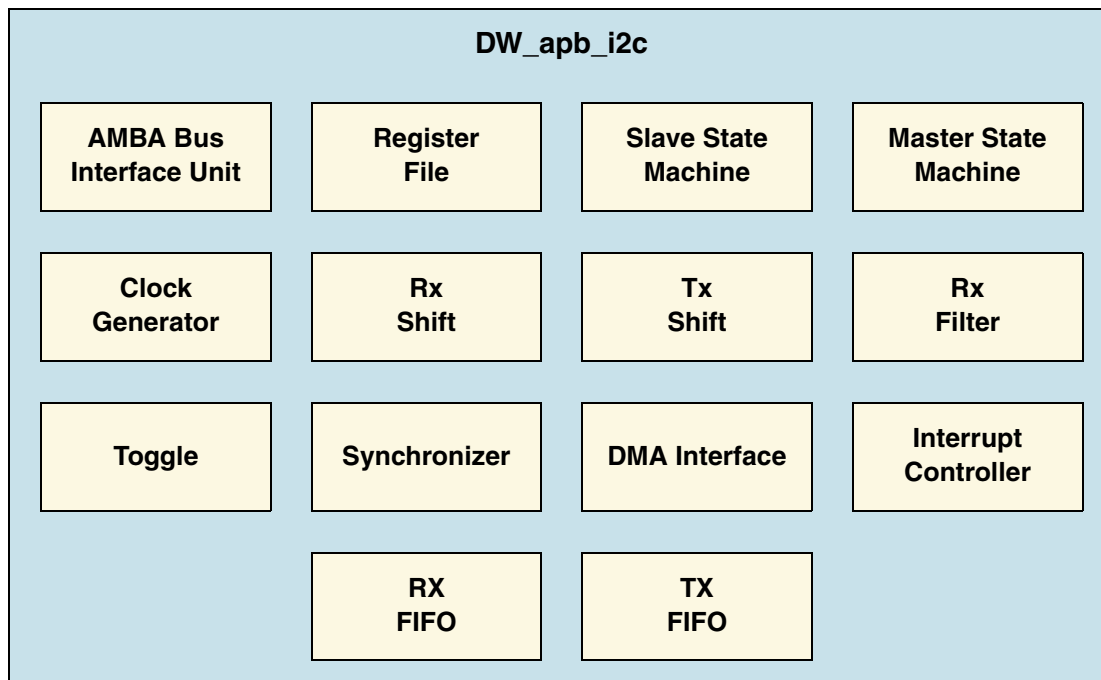 DW_apb_i2c
AMBA Bus
Interface Unit
Register
File
Slave State
Machine
Master State
Machine
Clock
Generator
Rx
Shift
Tx
Shift
Rx
Filter
Toggle
Synchronizer
DMA Interface
Interrupt
Controller
RX
FIFO
TX
FIFO